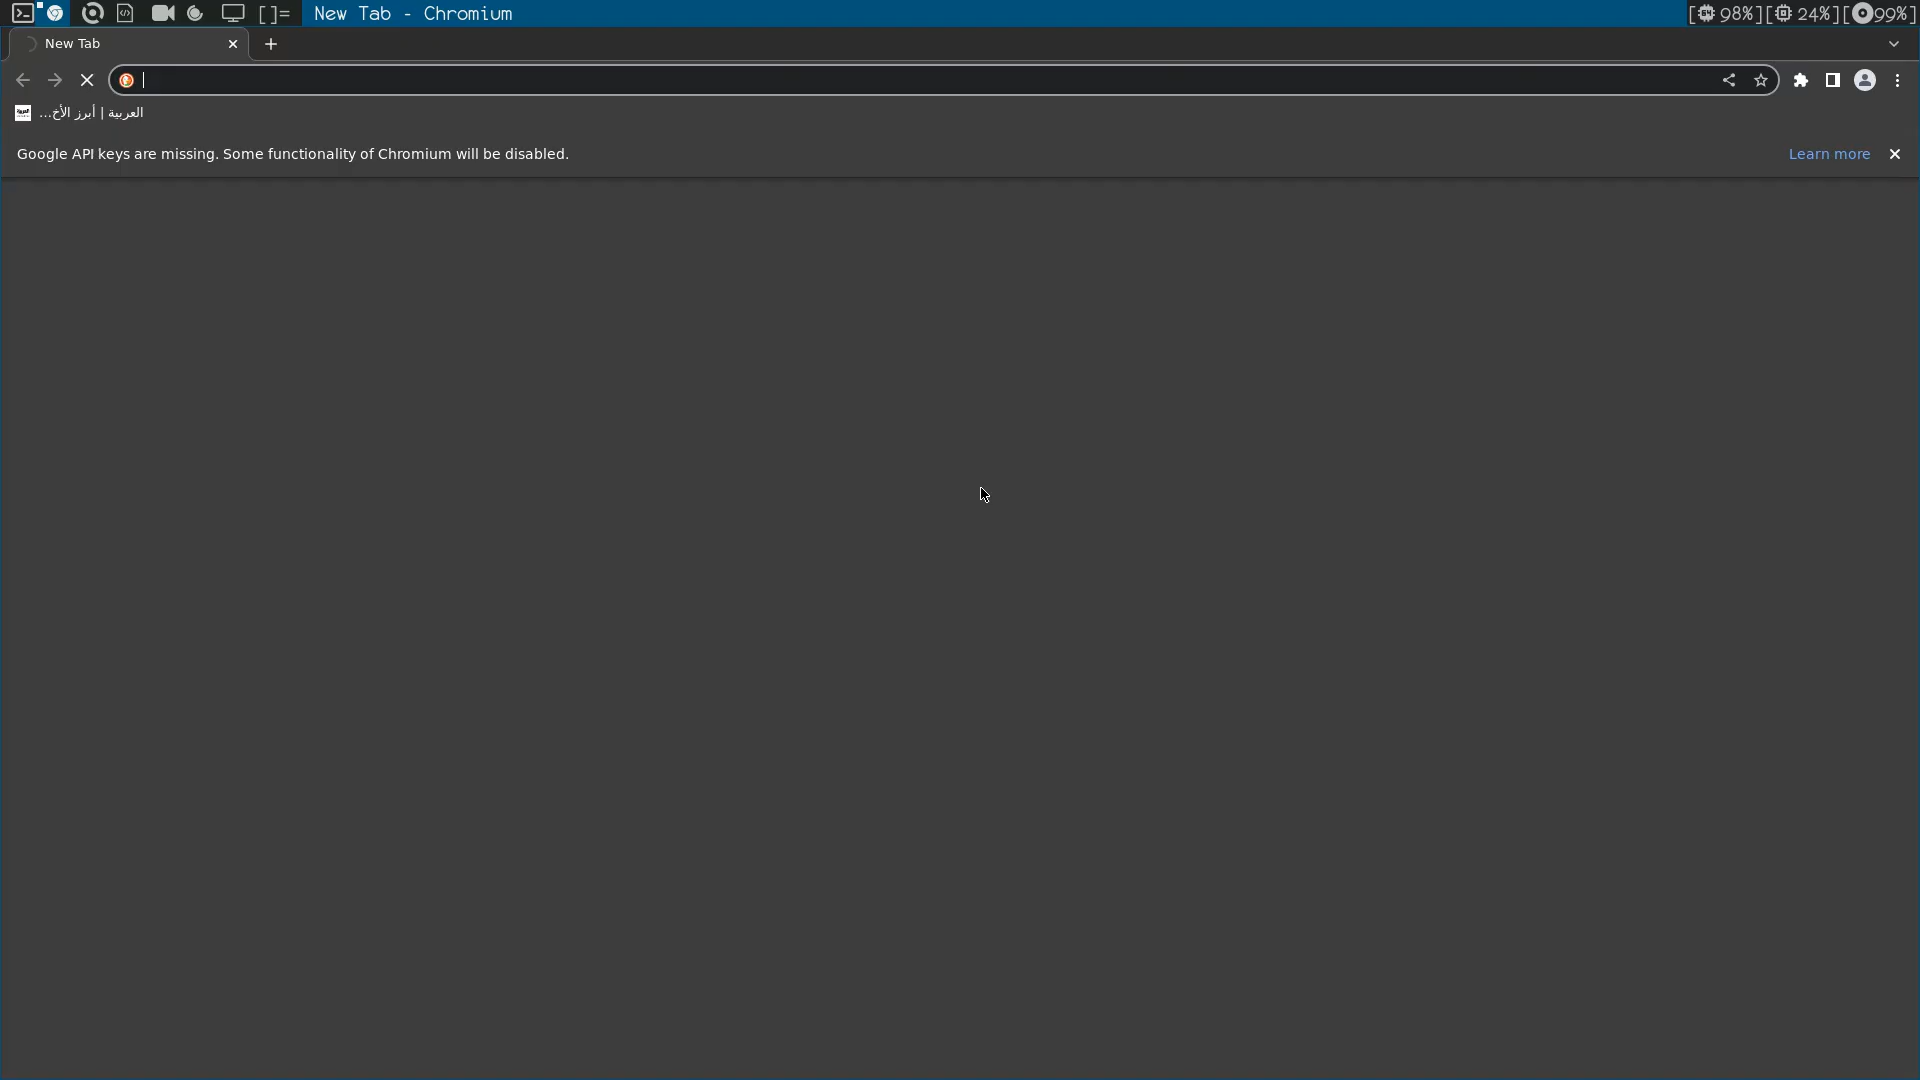 []= New Tab - Chromium [98%][24%][99%]
New Tab
العربية | أبرز الأخ...
Google API keys are missing. Some functionality of Chromium will be disabled. Learn more